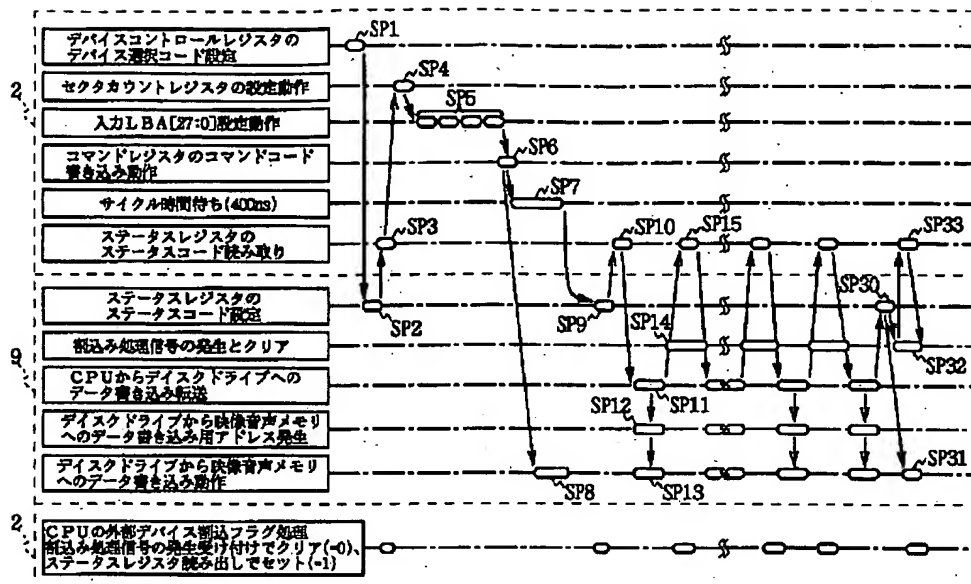 デバイスコントロールレジスタの
デバイス選択コード設定
SP1
セクタカウントレジスタの設定動作
SP4
2
入力LBA[27:0]設定動作
SP5
コマンドレジスタのコマンドコード
書き込み動作
SP6
サイクル時間待ち(400ns)
SP7
ステータスレジスタの
ステータスコード読み取り
SP3
SP10
SP15
SP33
ステータスレジスタの
ステータスコード設定
SP2
SP9
SP30
割込み処理信号の発生とクリア
SP14
SP32
9
CPUからディスクドライブへの
データ書き込み転送
SP11
ディスクドライブから映像音声メモリ
へのデータ書き込み用アドレス発生
SP12
ディスクドライブから映像音声メモリ
へのデータ書き込み動作
SP8
SP13
SP31
2
CPUの外部デバイス割込フラグ処理
割込み処理信号の発生受け付けでクリア(=0)、
ステータスレジスタ読み出しでセット(=1)